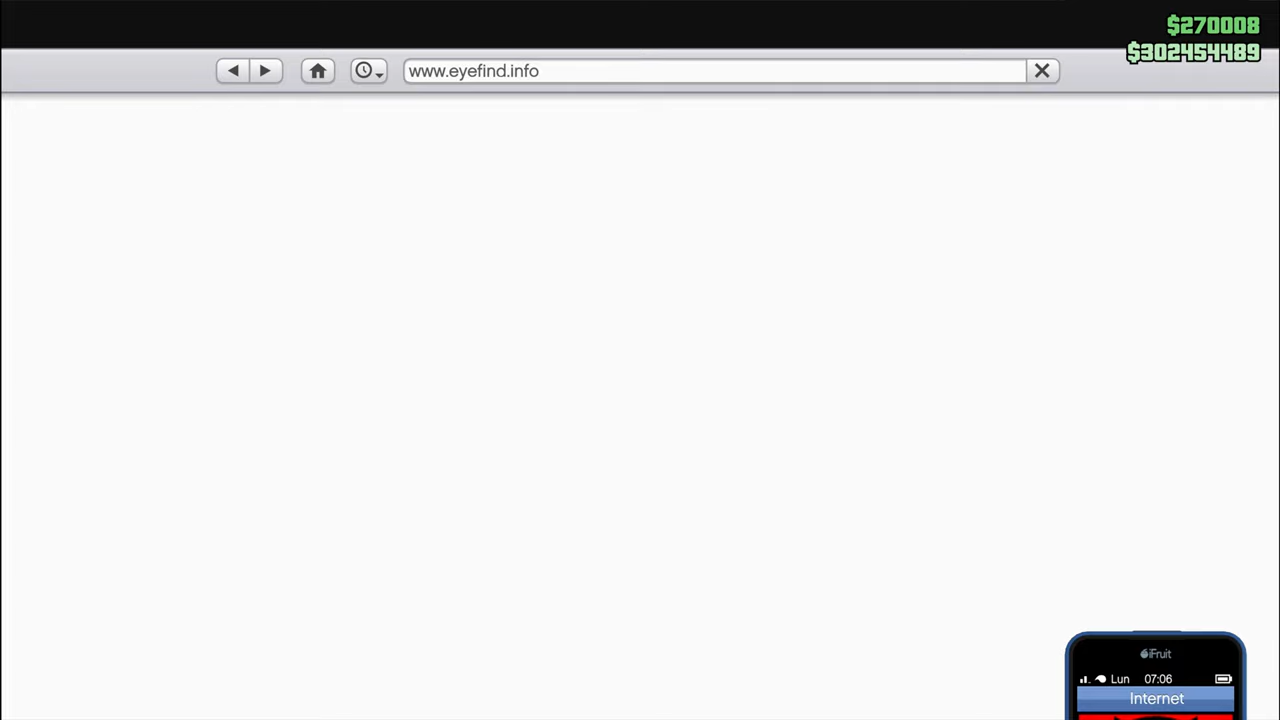 $270008
$302454489
www.eyefind.info
iFruit
Lun 07:06
Internet